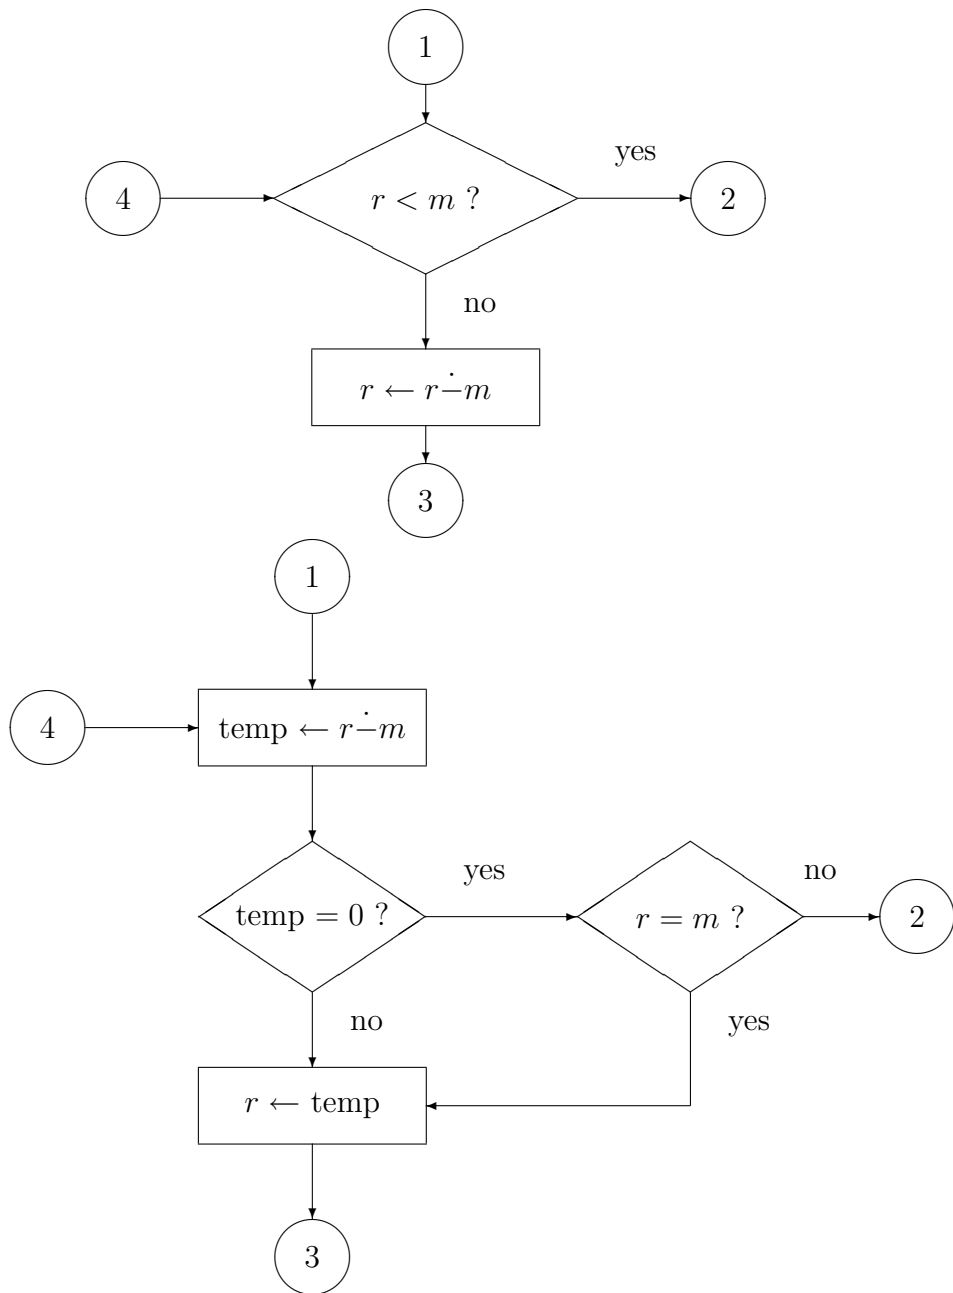 1
yes
4
r < m ?
2
no
r ← r ∸ m
3
1
4
temp ← r ∸ m
yes
no
temp = 0 ?
r = m ?
2
no
yes
r ← temp
3